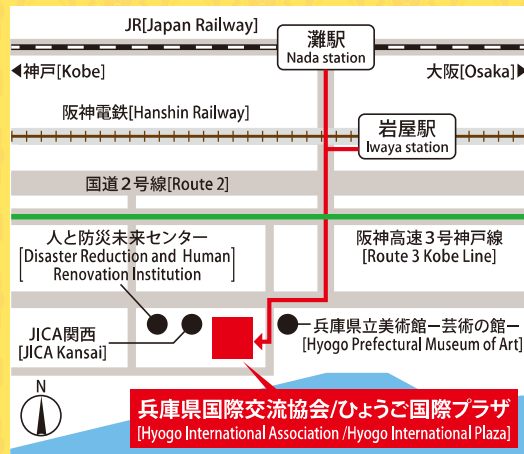 JR[Japan Railway]
灘駅
Nada station
神戸[Kobe]
大阪[Osaka]
阪神電鉄[Hanshin Railway]
岩屋駅
Iwaya station
国道2号線[Route 2]
人と防災未来センター
[Disaster Reduction and Human
Renovation Institution]
阪神高速3号神戸線
[Route 3 Kobe Line]
JICA関西
[JICA Kansai]
兵庫県立美術館ー芸術の館ー
[Hyogo Prefectural Museum of Art]
N
兵庫県国際交流協会/ひょうご国際プラザ
[Hyogo International Association /Hyogo International Plaza]